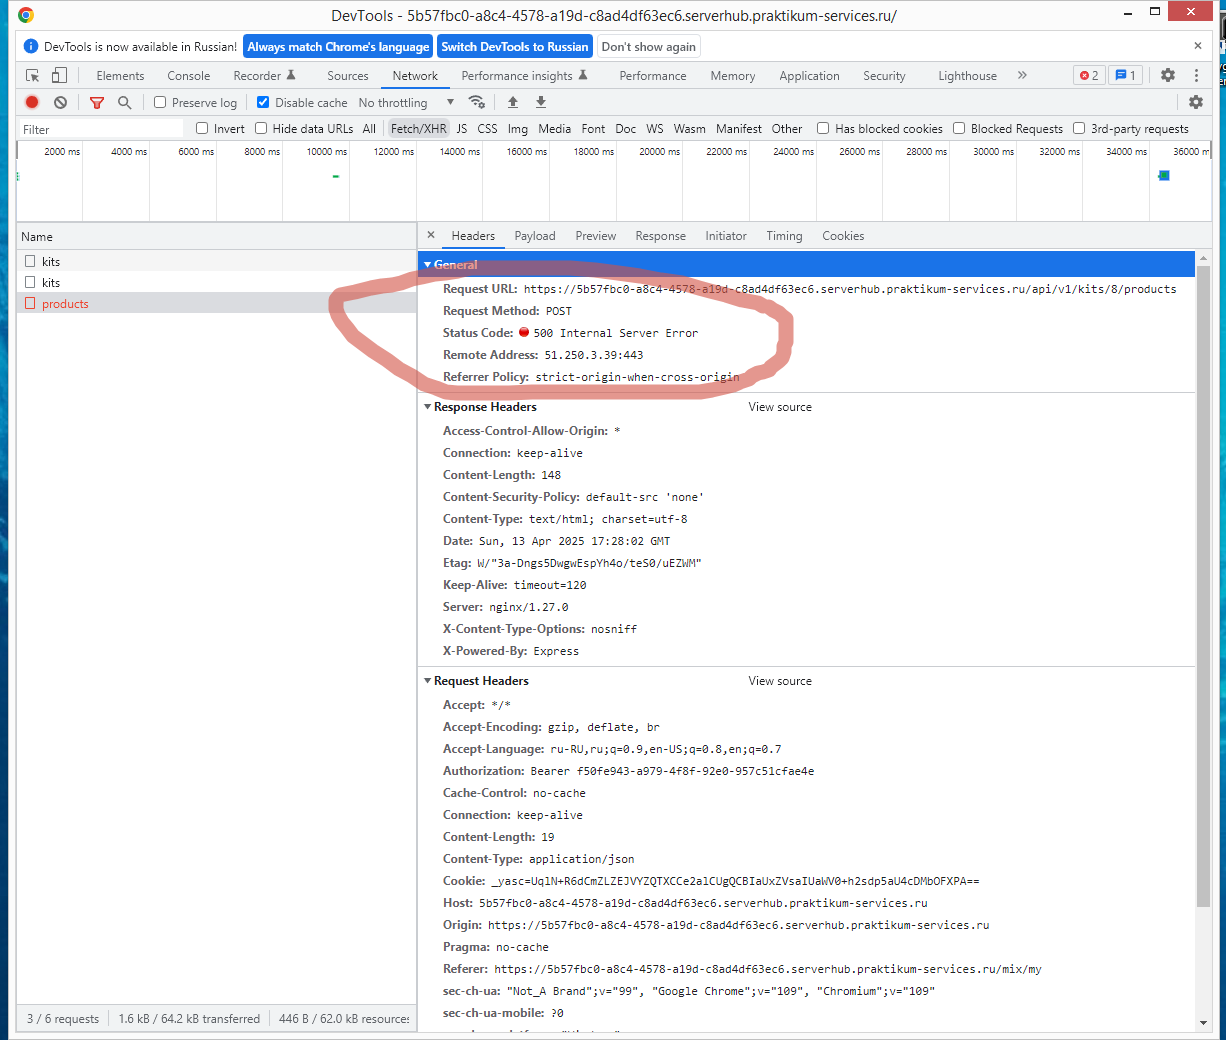 DevTools - 5b57fbc0-a8c4-4578-a19d-c8ad4df63ec6.serverhub.praktikum-services.ru/
DevTools is now available in Russian! Always match Chrome's language Switch DevTools to Russian Don't show again
Elements Console Recorder Sources Network Performance insights Performance Memory Application Security Lighthouse » 2 1
Preserve log Disable cache No throttling
Filter Invert Hide data URLs All Fetch/XHR JS CSS Img Media Font Doc WS Wasm Manifest Other Has blocked cookies Blocked Requests 3rd-party requests
2000 ms 4000 ms 6000 ms 8000 ms 10000 ms 12000 ms 14000 ms 16000 ms 18000 ms 20000 ms 22000 ms 24000 ms 26000 ms 28000 ms 30000 ms 32000 ms 34000 ms 36000 m
Name
kits
kits
products
Headers Payload Preview Response Initiator Timing Cookies
General
Request URL: https://5b57fbc0-a8c4-4578-a19d-c8ad4df63ec6.serverhub.praktikum-services.ru/api/v1/kits/8/products
Request Method: POST
Status Code: 500 Internal Server Error
Remote Address: 51.250.3.39:443
Referrer Policy: strict-origin-when-cross-origin
Response Headers View source
Access-Control-Allow-Origin: *
Connection: keep-alive
Content-Length: 148
Content-Security-Policy: default-src 'none'
Content-Type: text/html; charset=utf-8
Date: Sun, 13 Apr 2025 17:28:02 GMT
Etag: W/"3a-Dngs5DwgwEspYh4o/teS0/uEZWM"
Keep-Alive: timeout=120
Server: nginx/1.27.0
X-Content-Type-Options: nosniff
X-Powered-By: Express
Request Headers View source
Accept: */*
Accept-Encoding: gzip, deflate, br
Accept-Language: ru-RU,ru;q=0.9,en-US;q=0.8,en;q=0.7
Authorization: Bearer f50fe943-a979-4f8f-92e0-957c51cfae4e
Cache-Control: no-cache
Connection: keep-alive
Content-Length: 19
Content-Type: application/json
Cookie: _yasc=UqlN+R6dCmZLZEJVYZQTXCCe2alCUgQCBIaUxZVsaIUaWV0+h2sdp5aU4cDMbOFXPA==
Host: 5b57fbc0-a8c4-4578-a19d-c8ad4df63ec6.serverhub.praktikum-services.ru
Origin: https://5b57fbc0-a8c4-4578-a19d-c8ad4df63ec6.serverhub.praktikum-services.ru
Pragma: no-cache
Referer: https://5b57fbc0-a8c4-4578-a19d-c8ad4df63ec6.serverhub.praktikum-services.ru/mix/my
sec-ch-ua: "Not_A Brand";v="99", "Google Chrome";v="109", "Chromium";v="109"
sec-ch-ua-mobile: ?0
3 / 6 requests 1.6 kB / 64.2 kB transferred 446 B / 62.0 kB resources